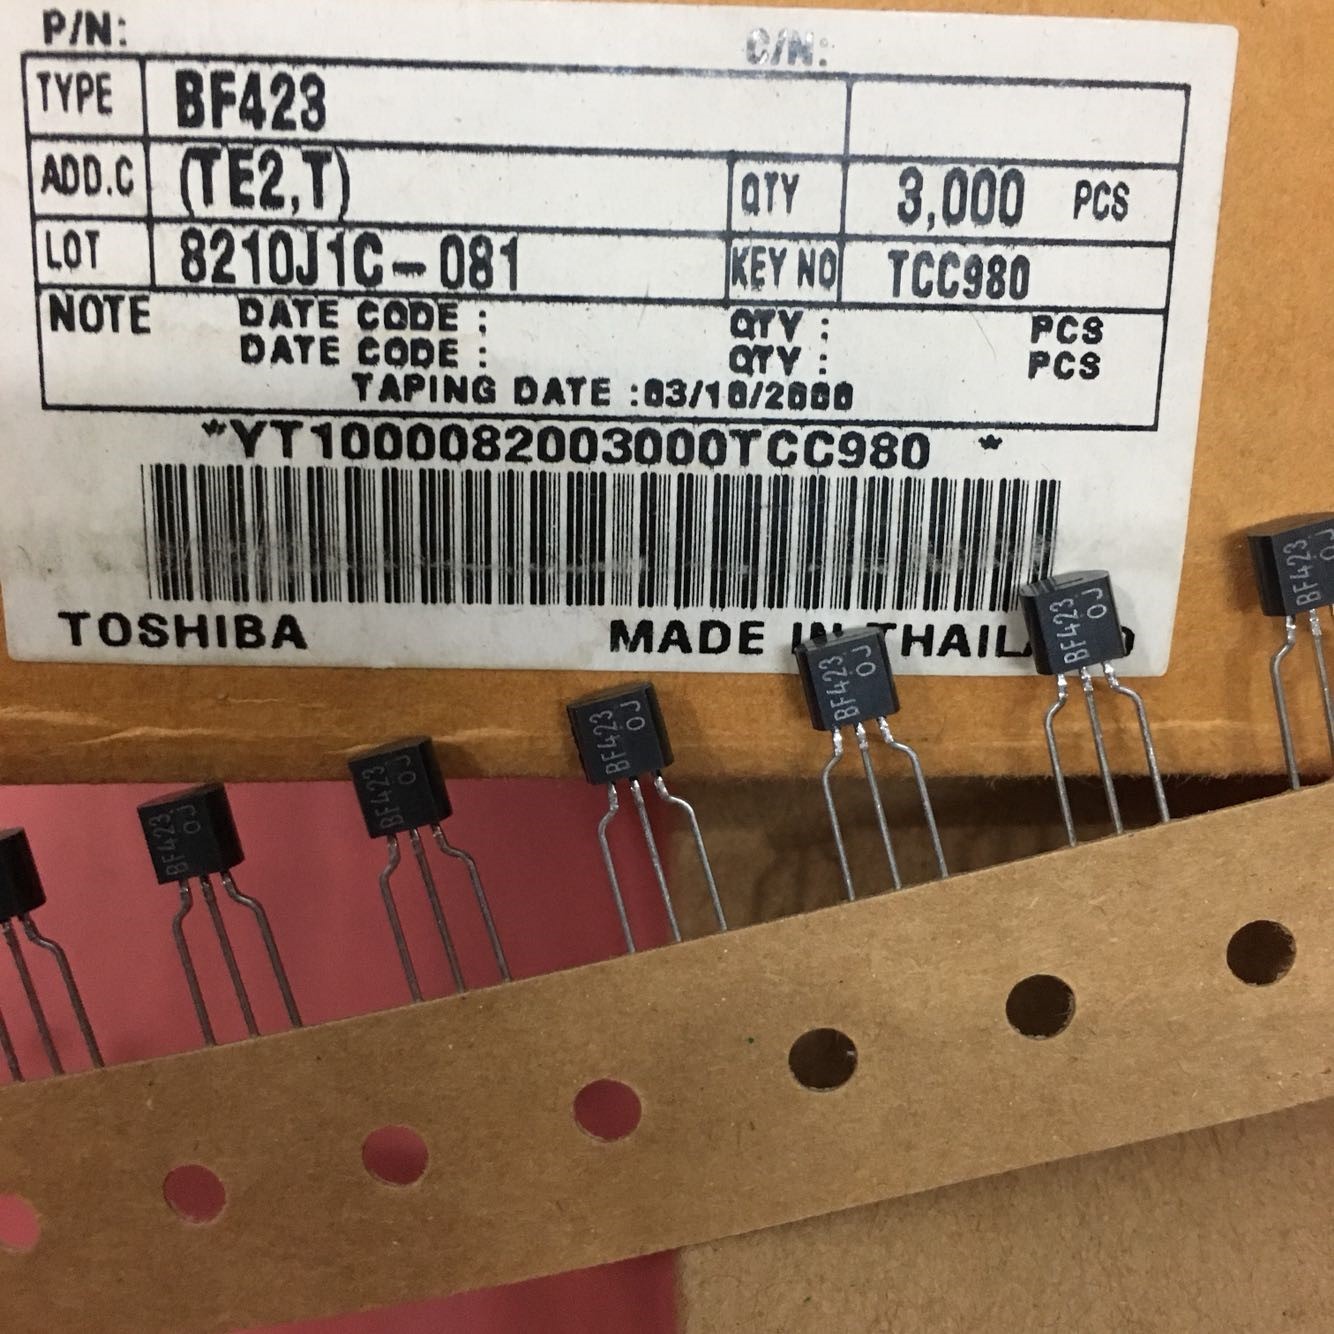 P/N: C/N:
TYPE BF423
ADD.C (TE2,T) QTY 3,000 PCS
LOT 8210J1C-081 KEY NO TCC980
NOTE DATE CODE : QTY : PCS
DATE CODE : QTY : PCS
TAPING DATE :03/10/2000
*YT1000082003000TCC980 *
TOSHIBA MADE IN THAILAND
BF423
0J
BF423
0J
BF423
0J
BF423
0J
BF423
0J
BF423
0J